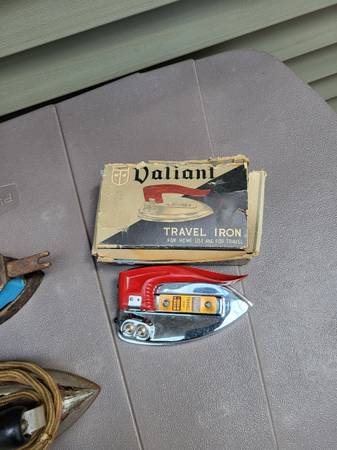 Valiant
TRAVEL IRON
FOR HOME USE AND FOR TRAVEL